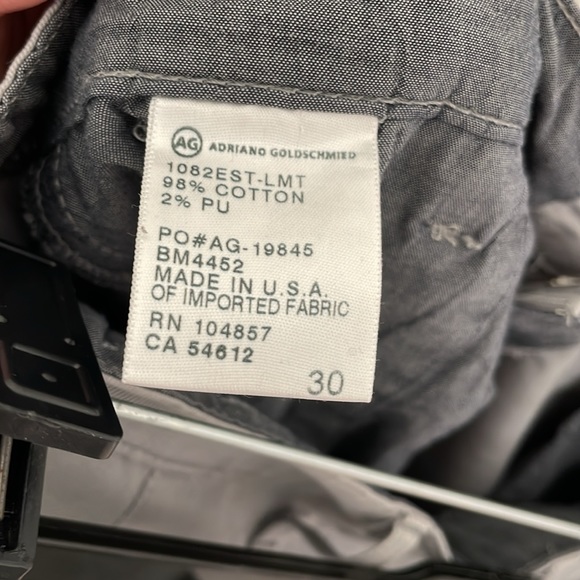 AG ADRIANO GOLDSCHMIED
1082EST-LMT
98% COTTON
2% PU
PO#AG-19845
BM4452
MADE IN U.S.A.
OF IMPORTED FABRIC
RN 104857
CA 54612
30